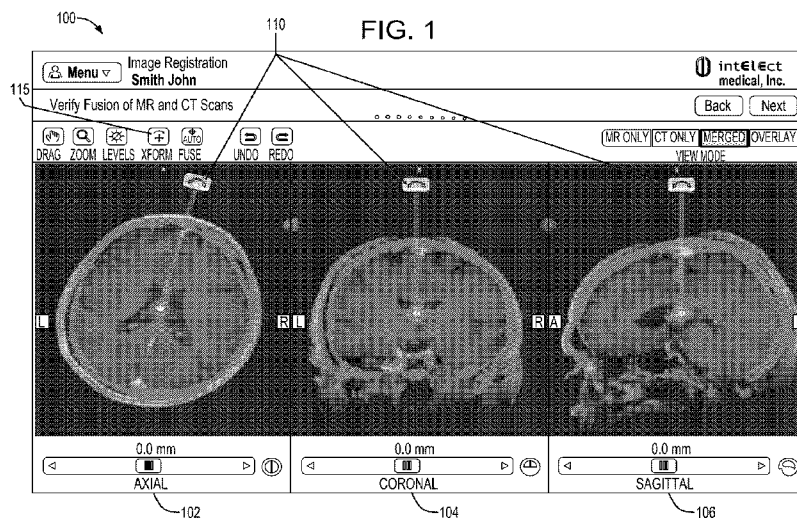 100
110
FIG. 1
Menu
Image Registration
Smith John
intElEct
medical, Inc.
115
Verify Fusion of MR and CT Scans
Back
Next
AUTO
DRAG ZOOM LEVELS XFORM FUSE UNDO REDO
MR ONLY CT ONLY MERGED OVERLAY
VIEW MODE
L
R
L
R
A
0.0 mm
0.0 mm
0.0 mm
AXIAL
CORONAL
SAGITTAL
102
104
106